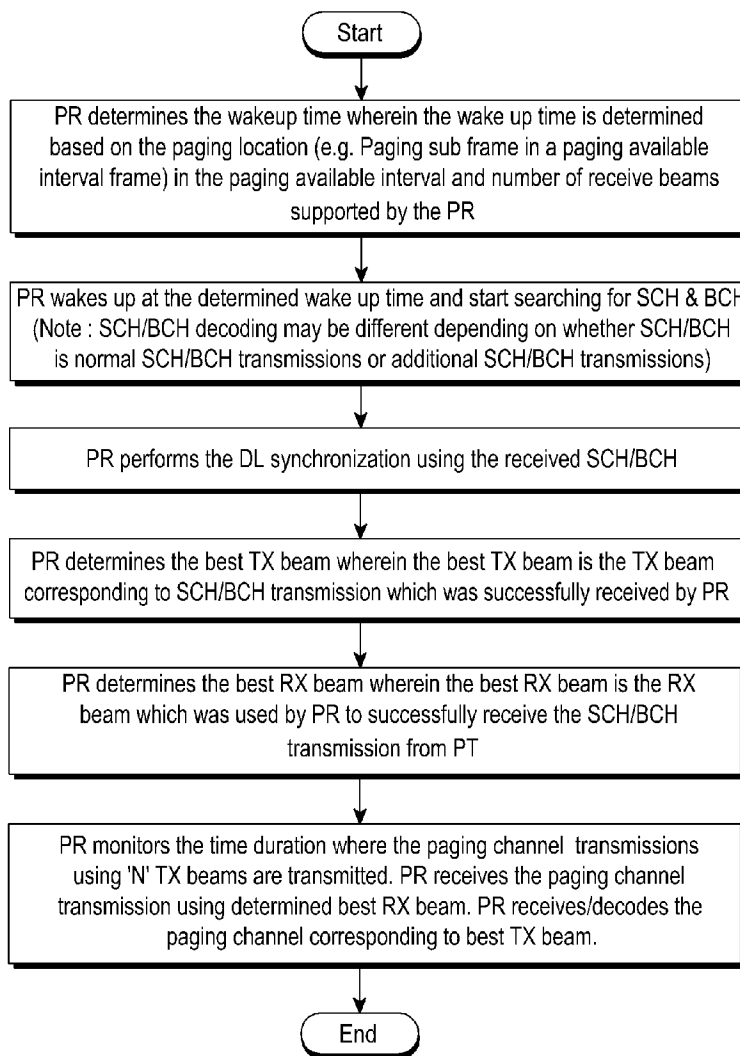 Start
PR determines the wakeup time wherein the wake up time is determined
based on the paging location (e.g. Paging sub frame in a paging available
interval frame) in the paging available interval and number of receive beams
supported by the PR
PR wakes up at the determined wake up time and start searching for SCH & BCH
(Note : SCH/BCH decoding may be different depending on whether SCH/BCH
is normal SCH/BCH transmissions or additional SCH/BCH transmissions)
PR performs the DL synchronization using the received SCH/BCH
PR determines the best TX beam wherein the best TX beam is the TX beam
corresponding to SCH/BCH transmission which was successfully received by PR
PR determines the best RX beam wherein the best RX beam is the RX
beam which was used by PR to successfully receive the SCH/BCH
transmission from PT
PR monitors the time duration where the paging channel transmissions
using 'N' TX beams are transmitted. PR receives the paging channel
transmission using determined best RX beam. PR receives/decodes the
paging channel corresponding to best TX beam.
End